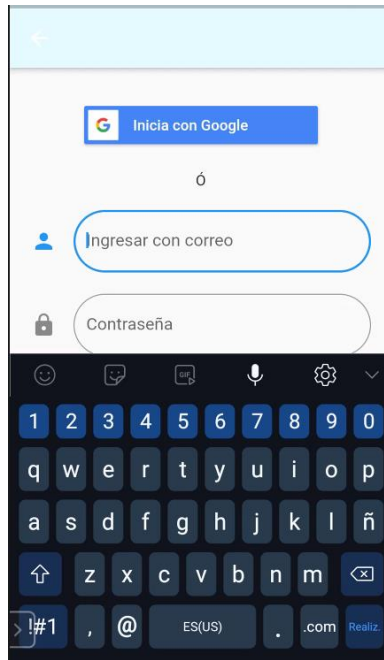 Inicia con Google
ó
Ingresar con correo
Contraseña
GIF
1 2 3 4 5 6 7 8 9 0
q w e r t y u i o p
a s d f g h j k l ñ
z x c v b n m
!#1 , @ ES(US) . .com Realiz.